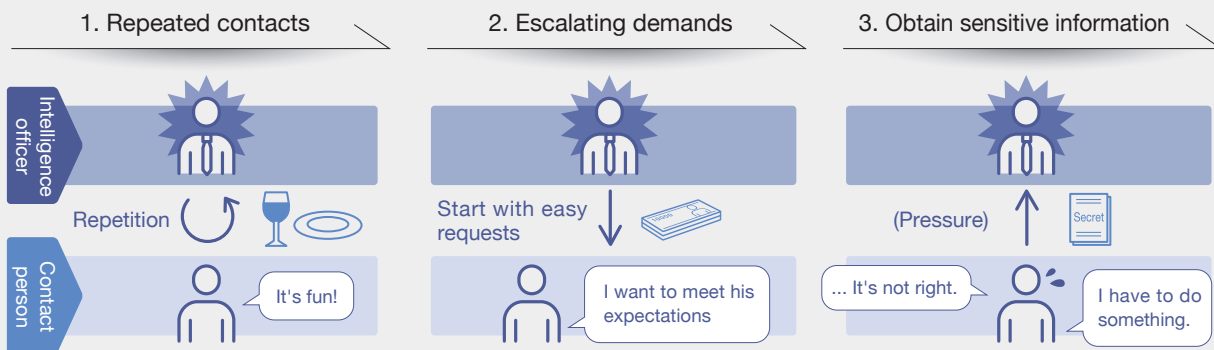 1. Repeated contacts
2. Escalating demands
3. Obtain sensitive information
Intelligence
officer
Repetition
Start with easy
requests
10000
(Pressure)
Secret
Contact
person
It's fun!
I want to meet his
expectations
... It's not right.
I have to do
something.